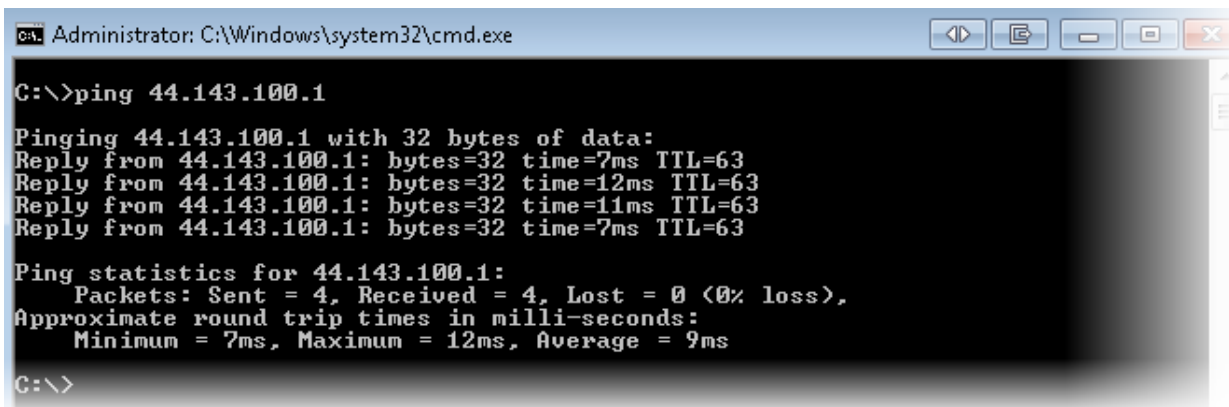 Administrator: C:\Windows\system32\cmd.exe
C:\>ping 44.143.100.1
Pinging 44.143.100.1 with 32 bytes of data:
Reply from 44.143.100.1: bytes=32 time=7ms TTL=63
Reply from 44.143.100.1: bytes=32 time=12ms TTL=63
Reply from 44.143.100.1: bytes=32 time=11ms TTL=63
Reply from 44.143.100.1: bytes=32 time=7ms TTL=63
Ping statistics for 44.143.100.1:
    Packets: Sent = 4, Received = 4, Lost = 0 (0% loss),
Approximate round trip times in milli-seconds:
    Minimum = 7ms, Maximum = 12ms, Average = 9ms
C:\>